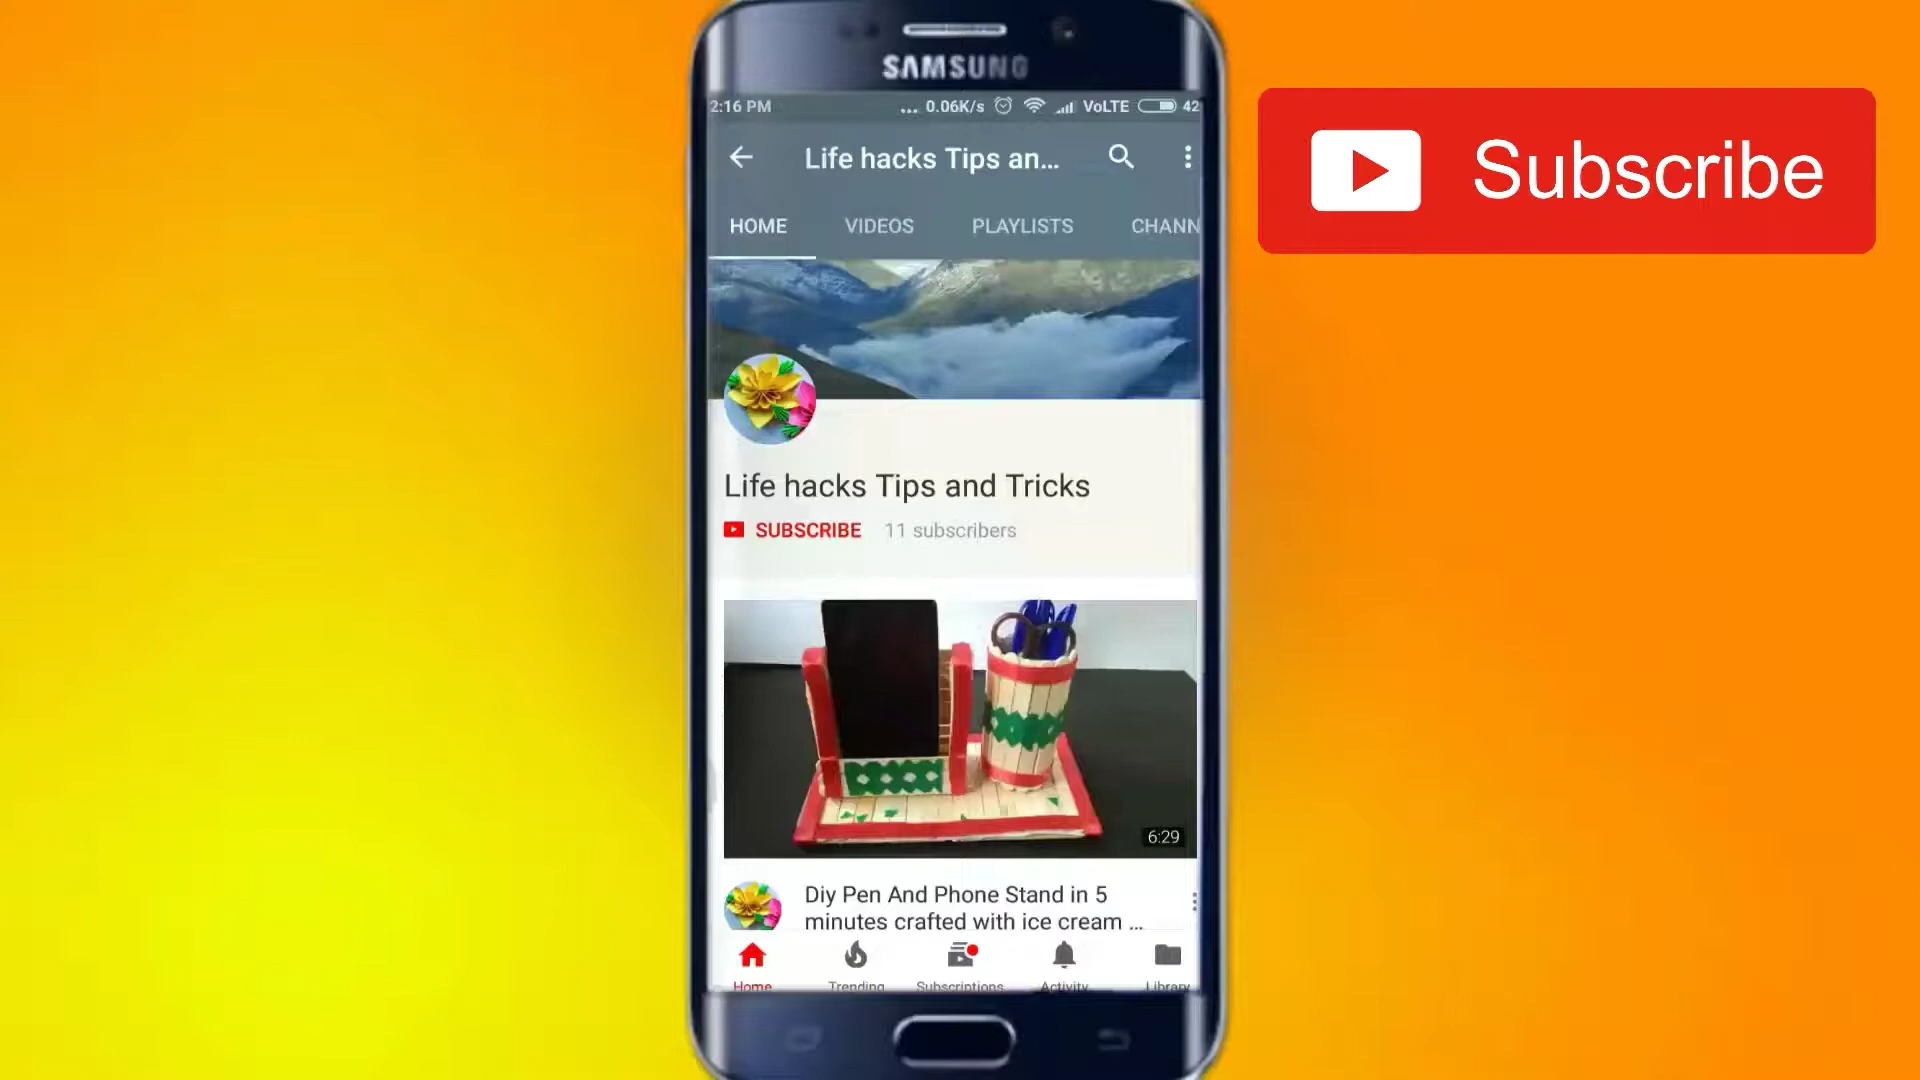 SAMSUNG
2:16 PM ... 0.06K/s VoLTE 42
Life hacks Tips an...
HOME VIDEOS PLAYLISTS CHANN
Subscribe
Life hacks Tips and Tricks
SUBSCRIBE 11 subscribers
6:29
Diy Pen And Phone Stand in 5
minutes crafted with ice cream ...
Home Trending Subscriptions Activity Library